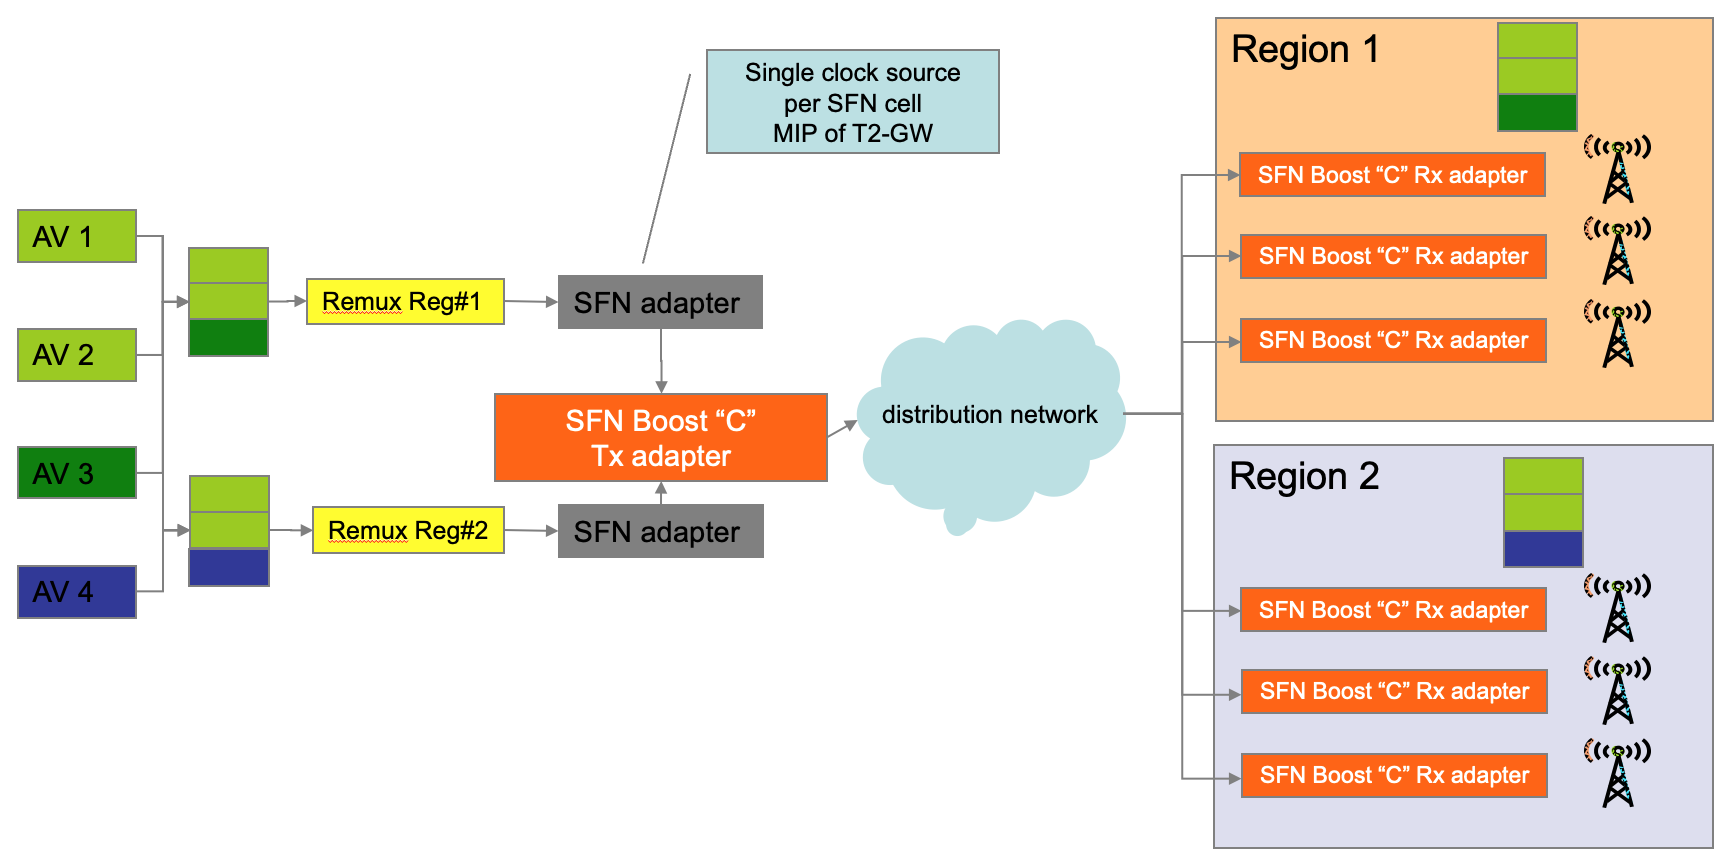 Single clock source
per SFN cell
MIP of T2-GW
AV 1
AV 2
AV 3
AV 4
Remux Reg#1
Remux Reg#2
SFN adapter
SFN Boost “C”
Tx adapter
SFN adapter
distribution network
Region 1
SFN Boost “C” Rx adapter
SFN Boost “C” Rx adapter
SFN Boost “C” Rx adapter
Region 2
SFN Boost “C” Rx adapter
SFN Boost “C” Rx adapter
SFN Boost “C” Rx adapter